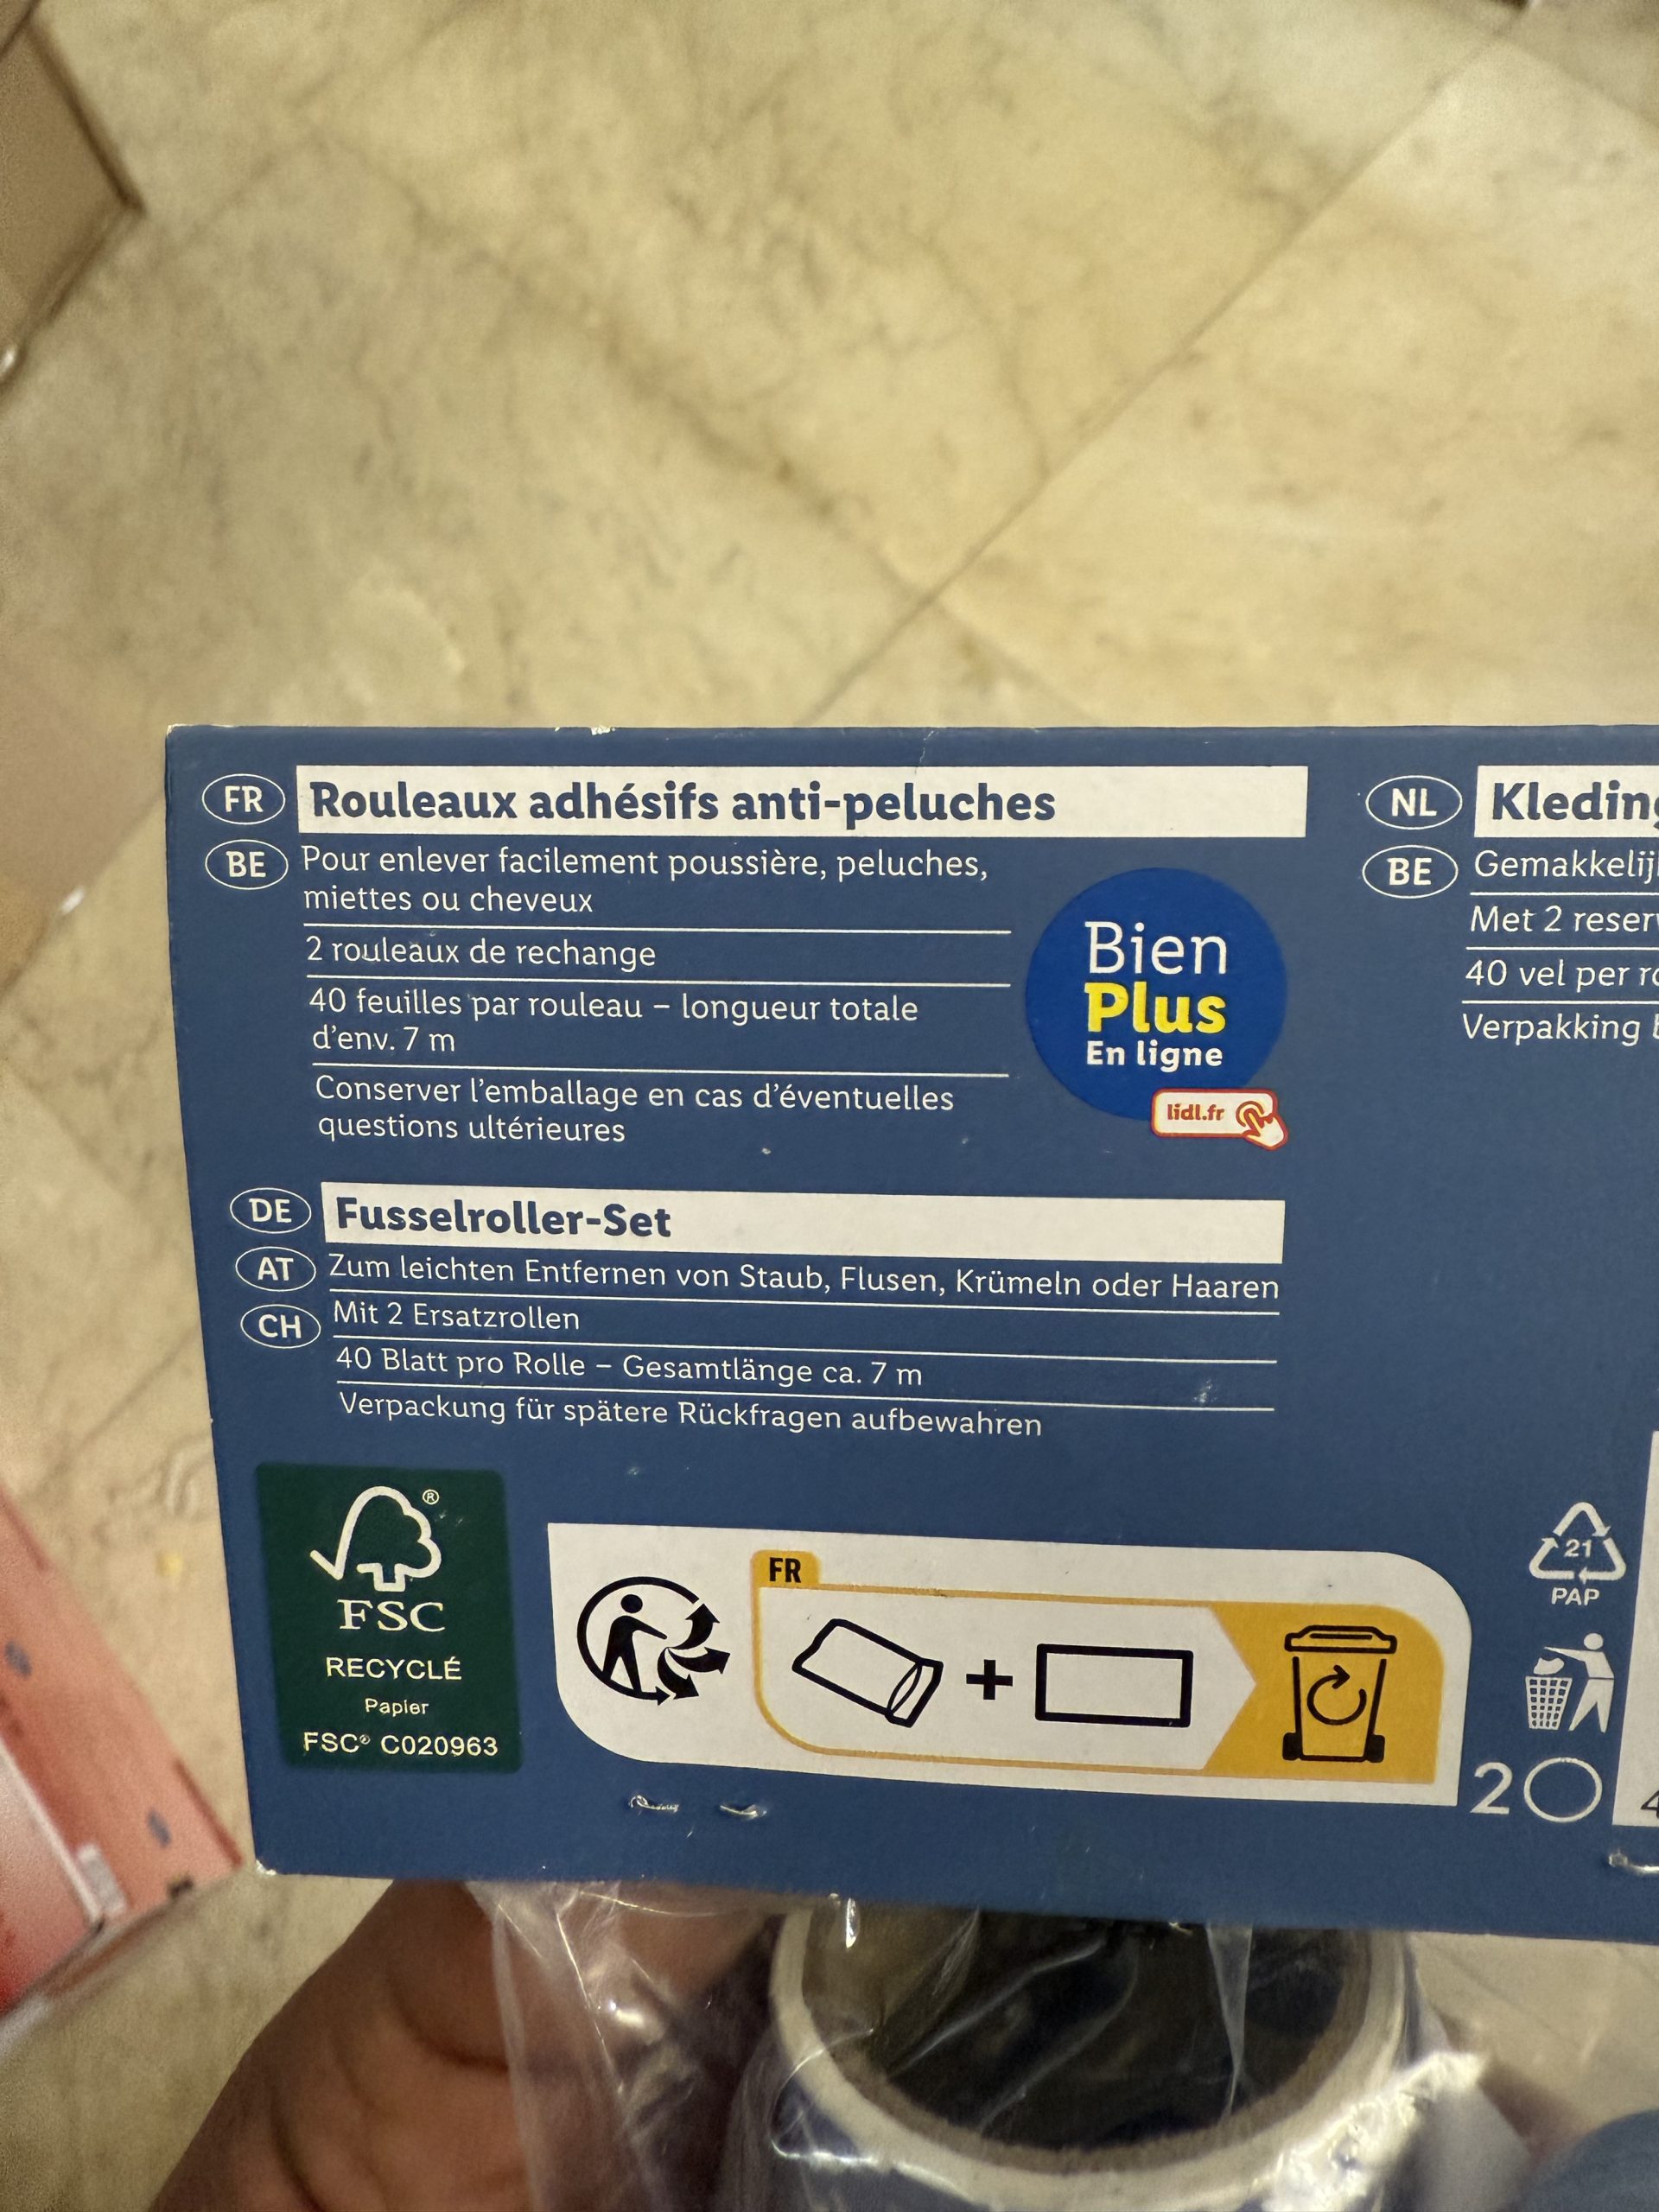 FR Rouleaux adhésifs anti-peluches
BE Pour enlever facilement poussière, peluches,
miettes ou cheveux
2 rouleaux de rechange
40 feuilles par rouleau – longueur totale
d'env. 7 m
Conserver l'emballage en cas d'éventuelles
questions ultérieures
Bien
Plus
En ligne
lidl.fr
DE Fusselroller-Set
AT Zum leichten Entfernen von Staub, Flusen, Krümeln oder Haaren
CH Mit 2 Ersatzrollen
40 Blatt pro Rolle – Gesamtlänge ca. 7 m
Verpackung für spätere Rückfragen aufbewahren
NL
BE
Met 2
40 vel per
Verpakking
®
FSC
RECYCLÉ
Papier
FSC® C020963
FR
+
21
PAP
2